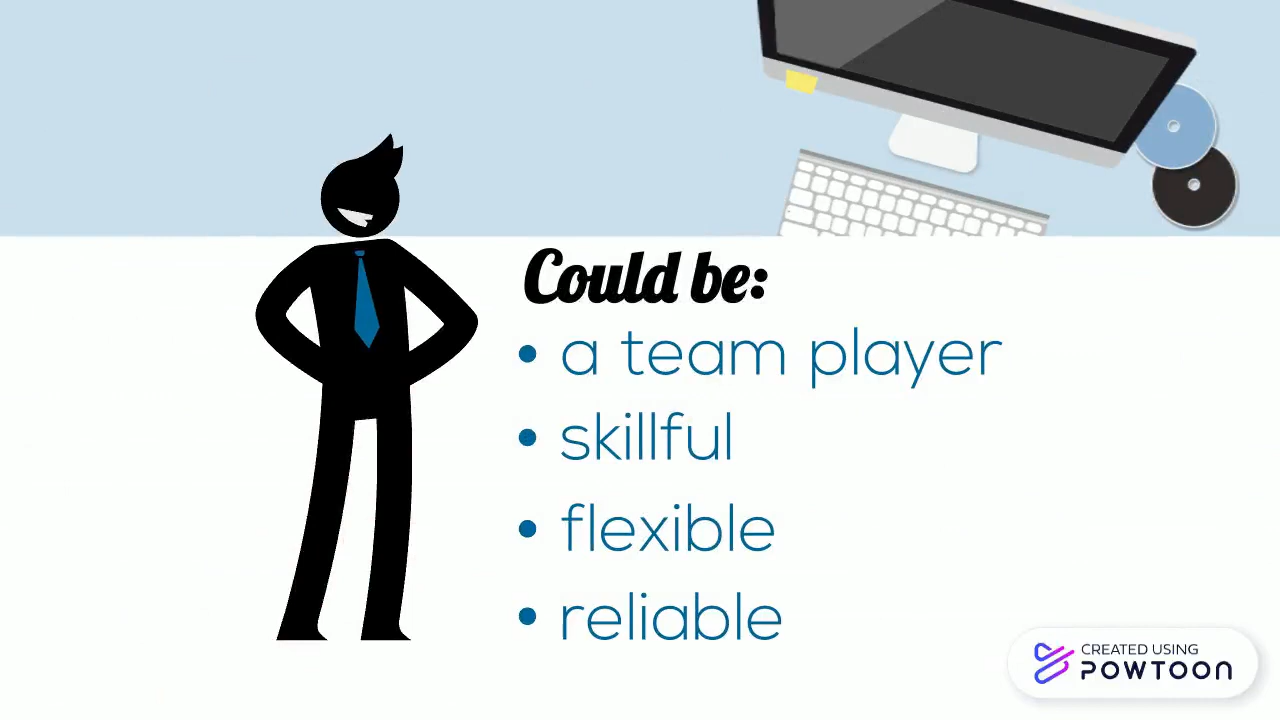 Could be:
• a team player
• skillful
• flexible
• reliable
CREATED USING
POWTOON